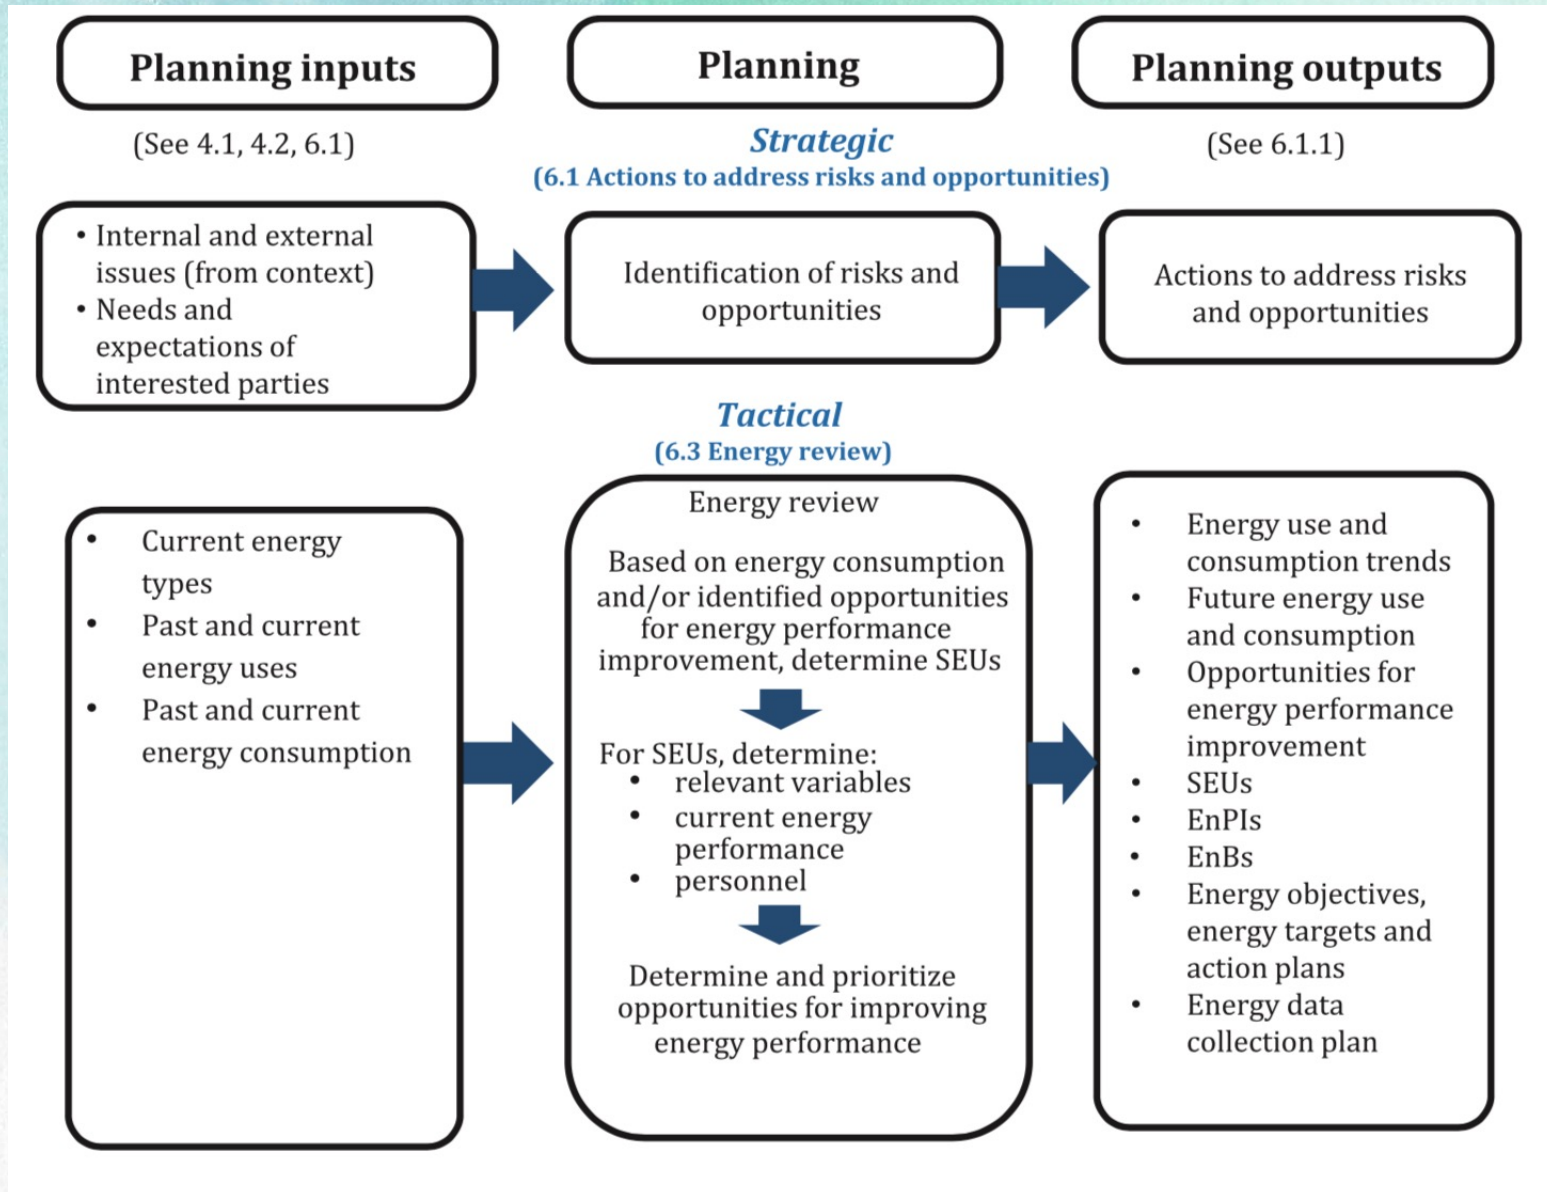 Planning inputs
Planning
Planning outputs
(See 4.1, 4.2, 6.1)
Strategic
(6.1 Actions to address risks and opportunities)
(See 6.1.1)
• Internal and external
issues (from context)
• Needs and
expectations of
interested parties
Identification of risks and
opportunities
Actions to address risks
and opportunities
Tactical
(6.3 Energy review)
• Current energy
types
• Past and current
energy uses
• Past and current
energy consumption
Energy review
Based on energy consumption
and/or identified opportunities
for energy performance
improvement, determine SEUs
For SEUs, determine:
• relevant variables
• current energy
performance
• personnel
Determine and prioritize
opportunities for improving
energy performance
• Energy use and
consumption trends
• Future energy use
and consumption
• Opportunities for
energy performance
improvement
• SEUs
• EnPIs
• EnBs
• Energy objectives,
energy targets and
action plans
• Energy data
collection plan